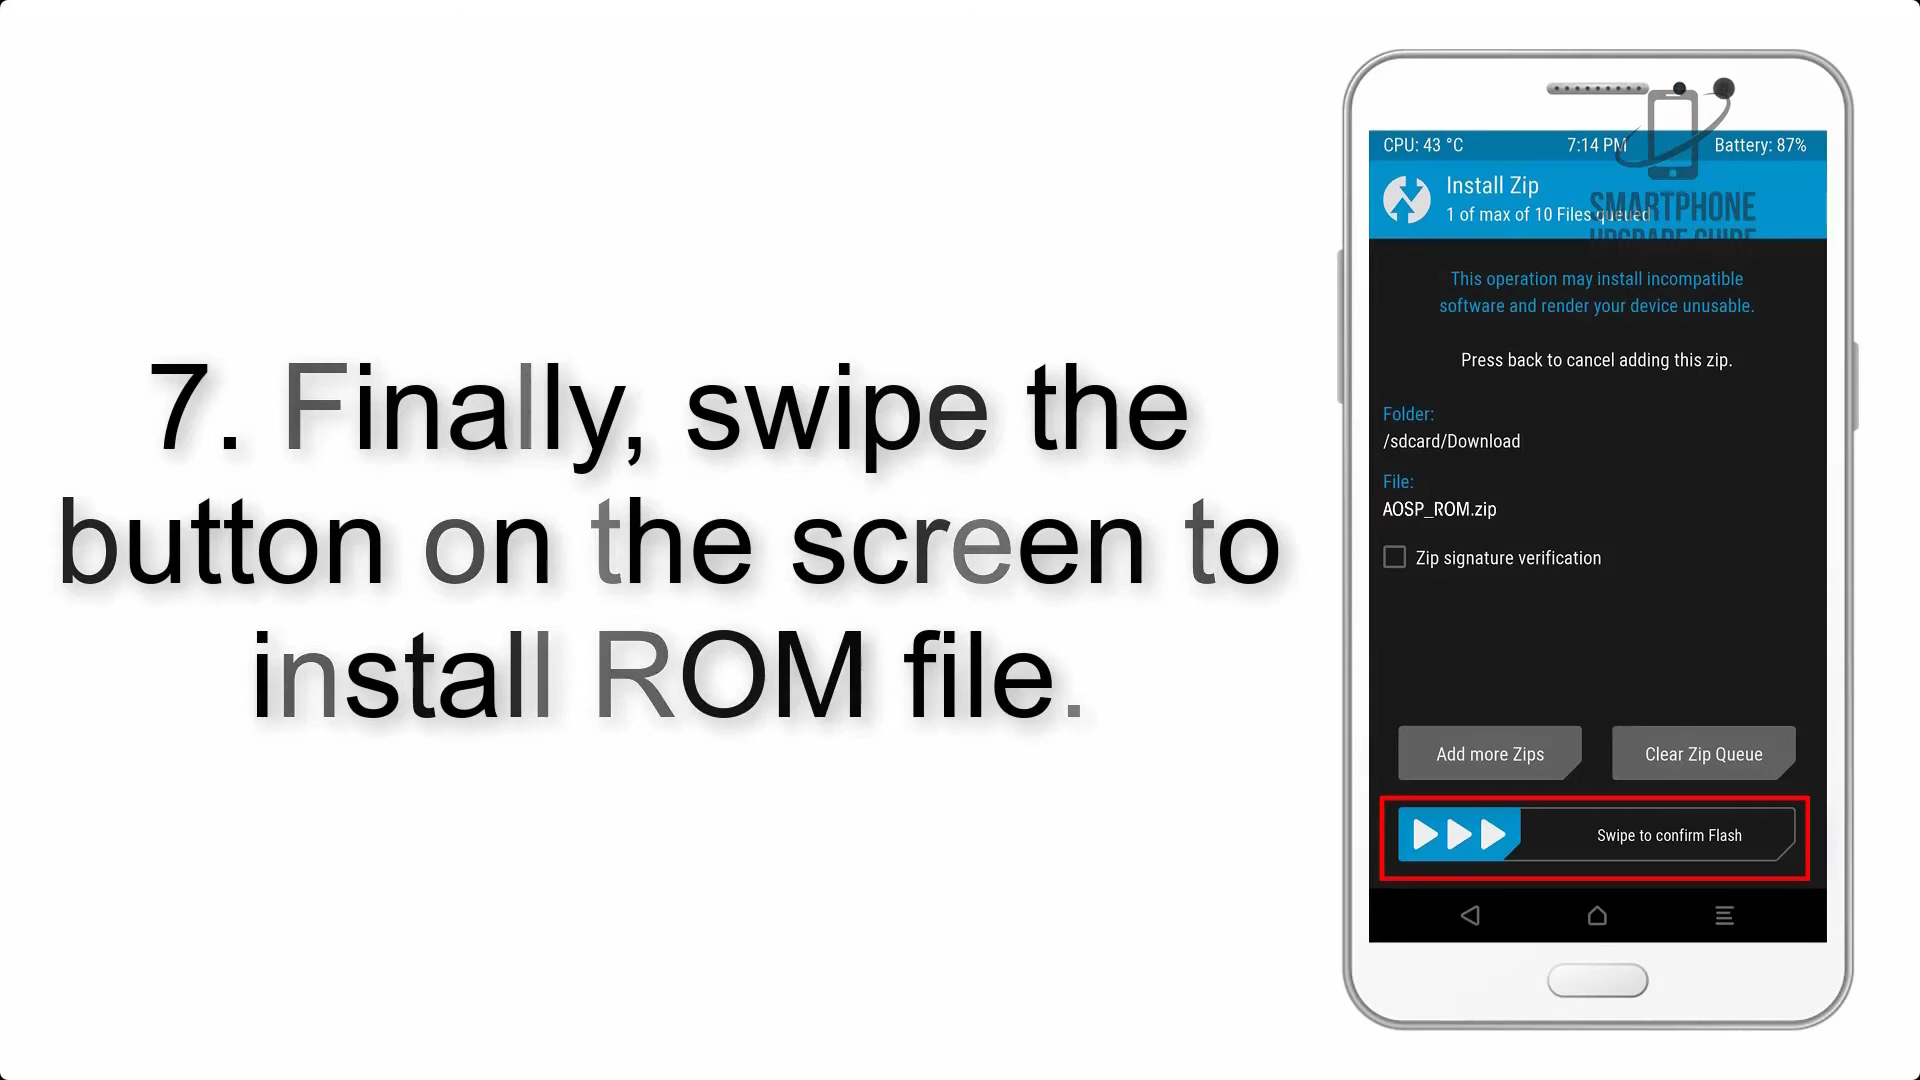 7. Finally, swipe the
button on the screen to
install ROM file.
CPU: 43 °C 7:14 PM Battery: 87%
Install Zip
1 of max of 10 Files queued
SMARTPHONE
UPGRADE GUIDE
This operation may install incompatible
software and render your device unusable.
Press back to cancel adding this zip.
Folder:
/sdcard/Download
File:
AOSP_ROM.zip
Zip signature verification
Add more Zips Clear Zip Queue
Swipe to confirm Flash